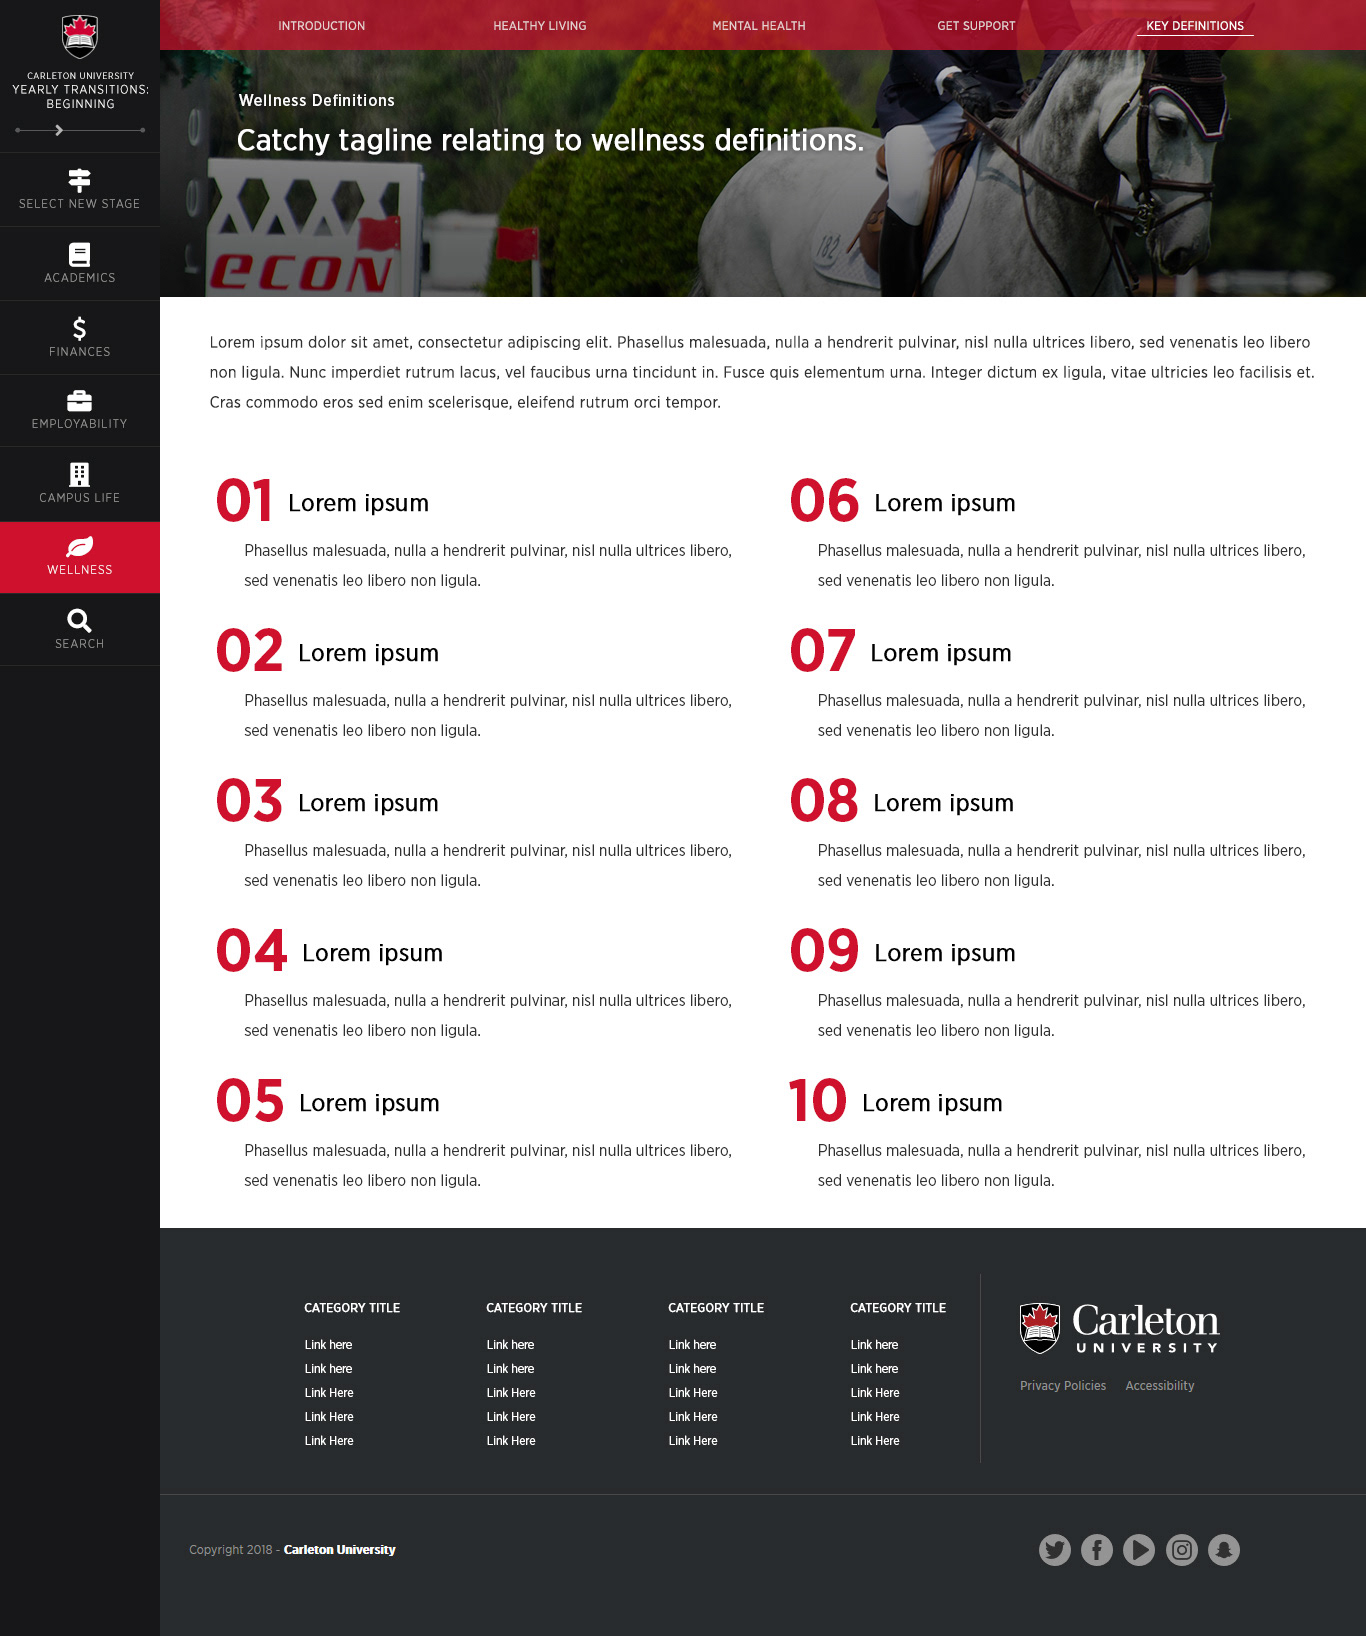 CARLETON UNIVERSITY
YEARLY TRANSITIONS:
BEGINNING
SELECT NEW STAGE
ACADEMICS
FINANCES
EMPLOYABILITY
CAMPUS LIFE
WELLNESS
SEARCH
INTRODUCTION
HEALTHY LIVING
MENTAL HEALTH
GET SUPPORT
KEY DEFINITIONS
Wellness Definitions
Catchy tagline relating to wellness definitions.
econ
182
Lorem ipsum dolor sit amet, consectetur adipiscing elit. Phasellus malesuada, nulla a hendrerit pulvinar, nisl nulla ultrices libero, sed venenatis leo libero
non ligula. Nunc imperdiet rutrum lacus, vel faucibus urna tincidunt in. Fusce quis elementum urna. Integer dictum ex ligula, vitae ultricies leo facilisis et.
Cras commodo eros sed enim scelerisque, eleifend rutrum orci tempor.
01 Lorem ipsum
Phasellus malesuada, nulla a hendrerit pulvinar, nisl nulla ultrices libero,
sed venenatis leo libero non ligula.
02 Lorem ipsum
Phasellus malesuada, nulla a hendrerit pulvinar, nisl nulla ultrices libero,
sed venenatis leo libero non ligula.
03 Lorem ipsum
Phasellus malesuada, nulla a hendrerit pulvinar, nisl nulla ultrices libero,
sed venenatis leo libero non ligula.
04 Lorem ipsum
Phasellus malesuada, nulla a hendrerit pulvinar, nisl nulla ultrices libero,
sed venenatis leo libero non ligula.
05 Lorem ipsum
Phasellus malesuada, nulla a hendrerit pulvinar, nisl nulla ultrices libero,
sed venenatis leo libero non ligula.
06 Lorem ipsum
Phasellus malesuada, nulla a hendrerit pulvinar, nisl nulla ultrices libero,
sed venenatis leo libero non ligula.
07 Lorem ipsum
Phasellus malesuada, nulla a hendrerit pulvinar, nisl nulla ultrices libero,
sed venenatis leo libero non ligula.
08 Lorem ipsum
Phasellus malesuada, nulla a hendrerit pulvinar, nisl nulla ultrices libero,
sed venenatis leo libero non ligula.
09 Lorem ipsum
Phasellus malesuada, nulla a hendrerit pulvinar, nisl nulla ultrices libero,
sed venenatis leo libero non ligula.
10 Lorem ipsum
Phasellus malesuada, nulla a hendrerit pulvinar, nisl nulla ultrices libero,
sed venenatis leo libero non ligula.
CATEGORY TITLE
Link here
Link here
Link Here
Link Here
Link Here
CATEGORY TITLE
Link here
Link here
Link Here
Link Here
Link Here
CATEGORY TITLE
Link here
Link here
Link Here
Link Here
Link Here
CATEGORY TITLE
Link here
Link here
Link Here
Link Here
Link Here
Carleton
UNIVERSITY
Privacy Policies Accessibility
Copyright 2018 - Carleton University